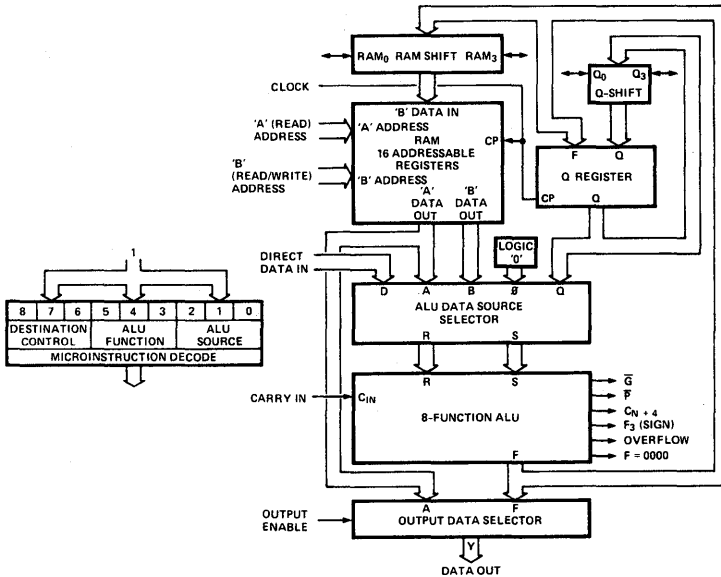 RAM₀ RAM SHIFT RAM₃
Q₀ Q₃
Q-SHIFT
CLOCK
'B' DATA IN
'A' (READ)
ADDRESS
'A' ADDRESS
RAM
16 ADDRESSABLE
REGISTERS
CP
'B'
(READ/WRITE)
ADDRESS
'B' ADDRESS
'A'
DATA
OUT
'B'
DATA
OUT
F Q
Q REGISTER
CP Q
DIRECT
DATA IN
LOGIC
'0'
D A B 0 Q
ALU DATA SOURCE
SELECTOR
R S
1
8 7 6 5 4 3 2 1 0
DESTINATION
CONTROL
ALU
FUNCTION
ALU
SOURCE
MICROINSTRUCTION DECODE
R S
CARRY IN
C_IN
8-FUNCTION ALU
F
G̅
P̅
C_N + 4
F₃ (SIGN)
OVERFLOW
F = 0000
A F
OUTPUT
ENABLE
OUTPUT DATA SELECTOR
Y
DATA OUT